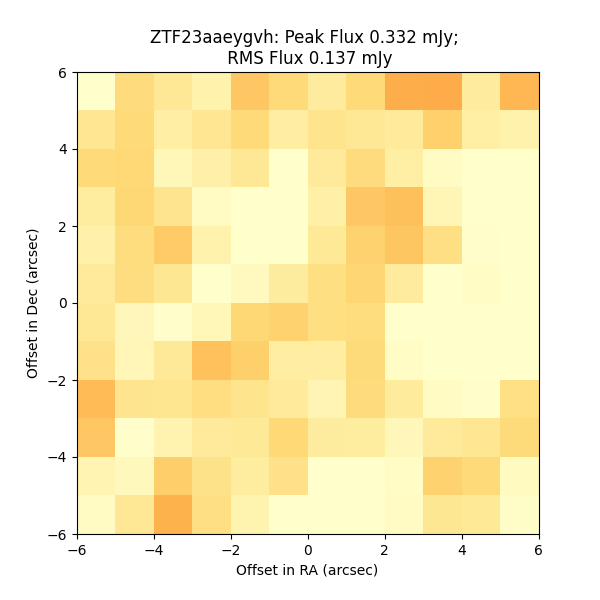 ZTF23aaeygvh: Peak Flux 0.332 mJy;
RMS Flux 0.137 mJy
6
4
2
0
−2
−4
−6
Offset in Dec (arcsec)
−6 −4 −2 0 2 4 6
Offset in RA (arcsec)